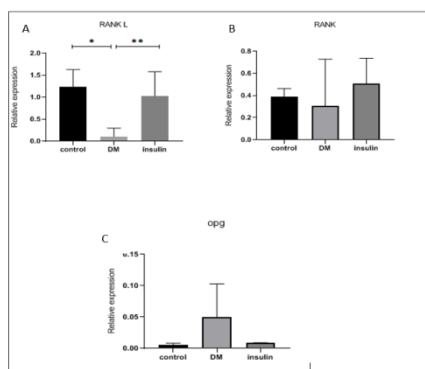 A
RANK L
* **
Relative expression
1.5
1.0
0.5
0.0
control DM insulin
B
RANK
Relative expression
0.8
0.6
0.4
0.2
0.0
control DM insulin
C
opg
Relative expression
0.15
0.10
0.05
0.00
control DM insulin